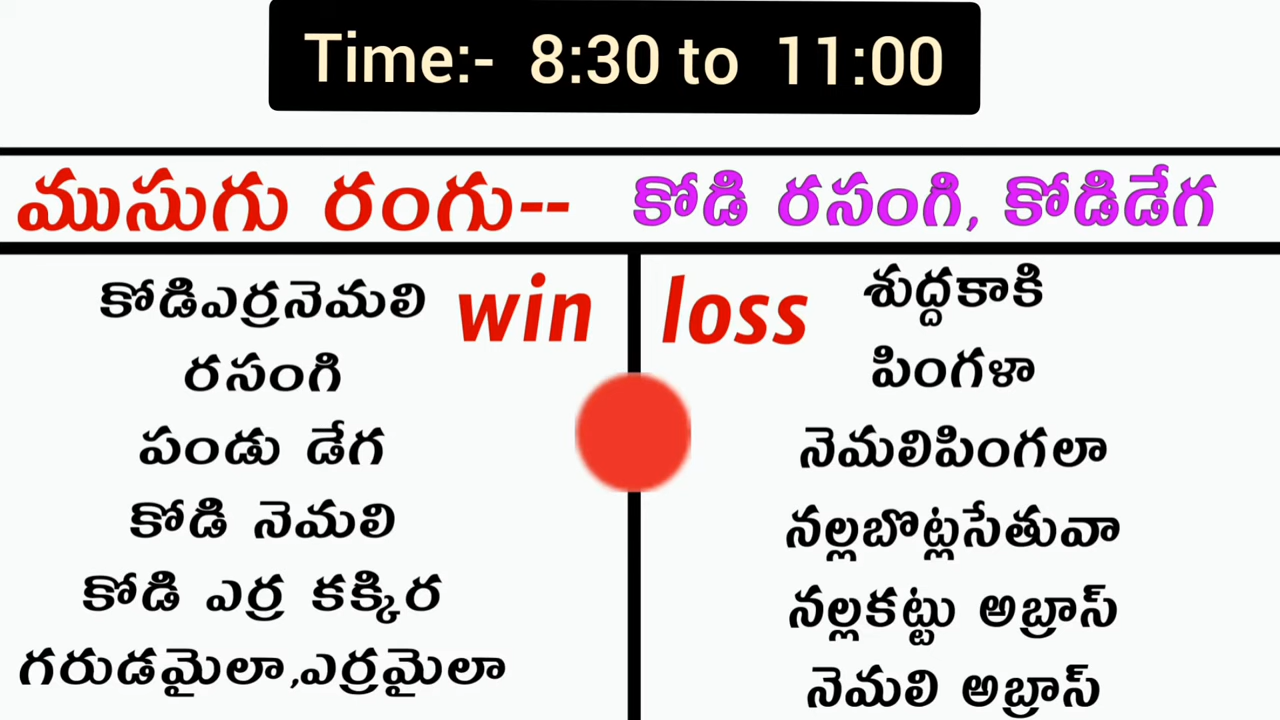 Time:- 8:30 to 11:00
ముసుగు రంగు-- కోడి రసంగి, కోడిడేగ
win
కోడిఎర్రనెమలి
రసంగి
పండు డేగ
కోడి నెమలి
కోడి ఎర్ర కక్కిర
గరుడమైలా,ఎర్రమైలా
loss
శుద్దకాకి
పింగళా
నెమలిపింగలా
నల్లబొట్లసేతువా
నల్లకట్టు అబ్రాస్
నెమలి అబ్రాస్